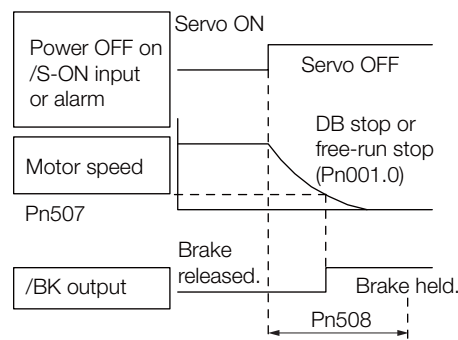 Servo ON
Power OFF on
/S-ON input
or alarm
Servo OFF
DB stop or
free-run stop
(Pn001.0)
Motor speed
Pn507
Brake
released.
/BK output
Brake held.
Pn508